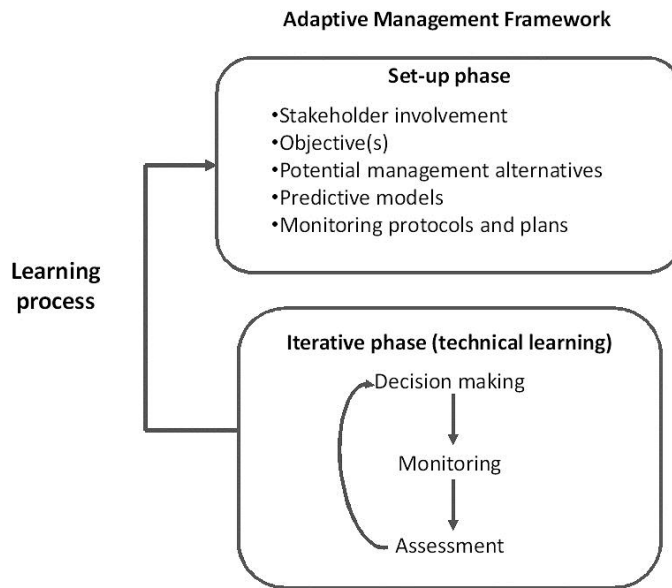 Adaptive Management Framework
Set-up phase
•Stakeholder involvement
•Objective(s)
•Potential management alternatives
•Predictive models
•Monitoring protocols and plans
Learning
process
Iterative phase (technical learning)
Decision making
Monitoring
Assessment